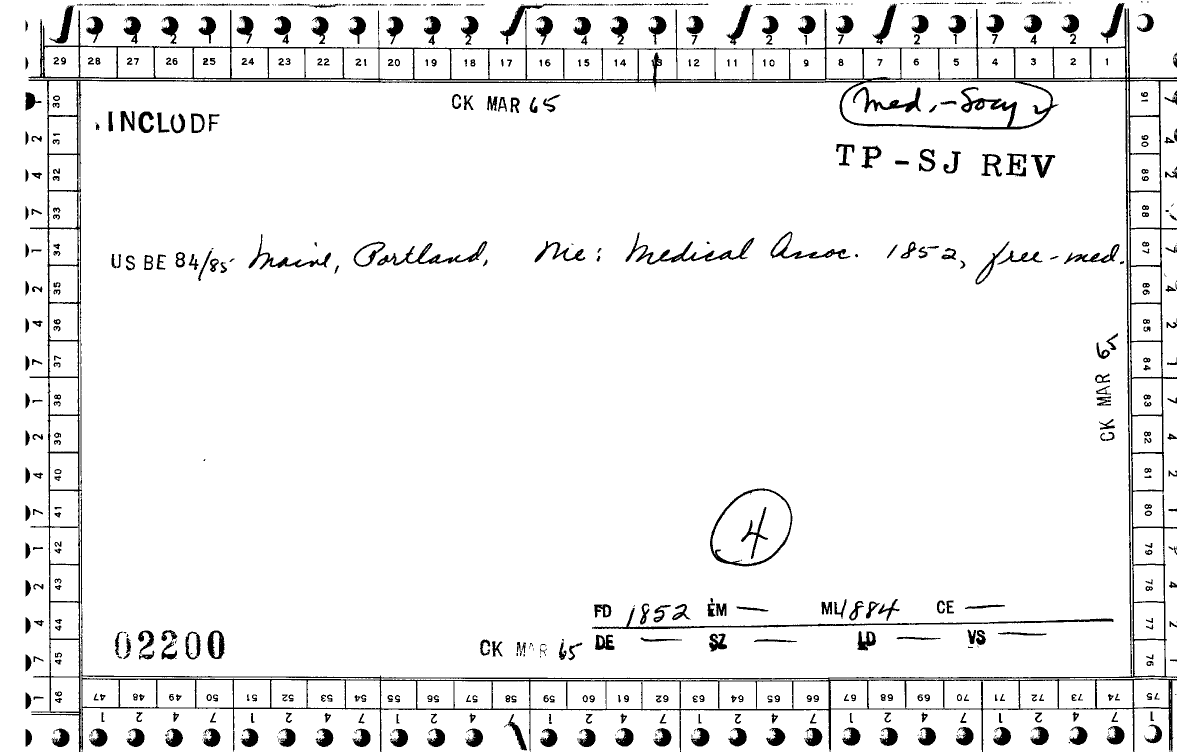 7 4 2 1 7 4 2 1 7 4 2 1 7 4 2 1 7 4 2 1 7 4 2 1 7 4 2 1
29 28 27 26 25 24 23 22 21 20 19 18 17 16 15 14 13 12 11 10 9 8 7 6 5 4 3 2 1
CK MAR 65
Med.-Socy
INCLUDE
TP-SJ REV
US BE 84/85 Maine, Portland, Me: Medical Assoc. 1852, free-med.
CK MAR 65
4
FD 1852 EM — ML 1884 CE —
02200
CK MAR 65 DE — SZ — LD — VS —
30 31 32 33 34 35 36 37 38 39 40 41 42 43 44 45 46
91 90 89 88 87 86 85 84 83 82 81 80 79 78 77 76
47 48 49 50 51 52 53 54 55 56 57 58 59 60 61 62 63 64 65 66 67 68 69 70 71 72 73 74 75
1 2 4 7 1 2 4 7 1 2 4 7 1 2 4 7 1 2 4 7 1 2 4 7 1 2 4 7 1